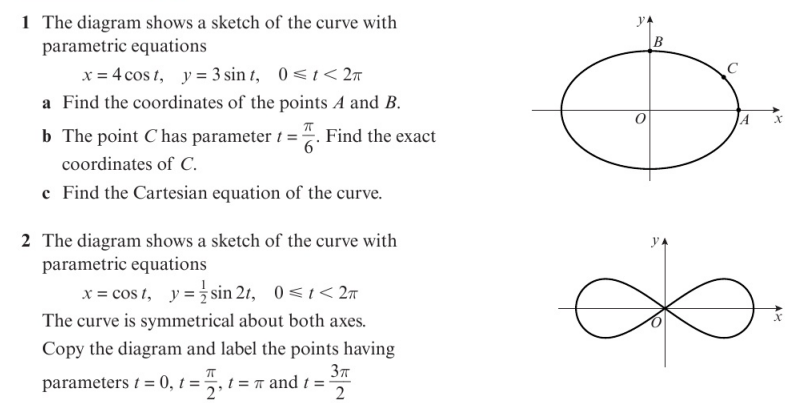 1 The diagram shows a sketch of the curve with
parametric equations
x = 4 cos t, y = 3 sin t, 0 ⩽ t < 2π
a Find the coordinates of the points A and B.
b The point C has parameter t = π/6. Find the exact
coordinates of C.
c Find the Cartesian equation of the curve.
y
B
C
O
A
x
2 The diagram shows a sketch of the curve with
parametric equations
x = cos t, y = 1/2 sin 2t, 0 ⩽ t < 2π
The curve is symmetrical about both axes.
Copy the diagram and label the points having
parameters t = 0, t = π/2, t = π and t = 3π/2
y
O
x